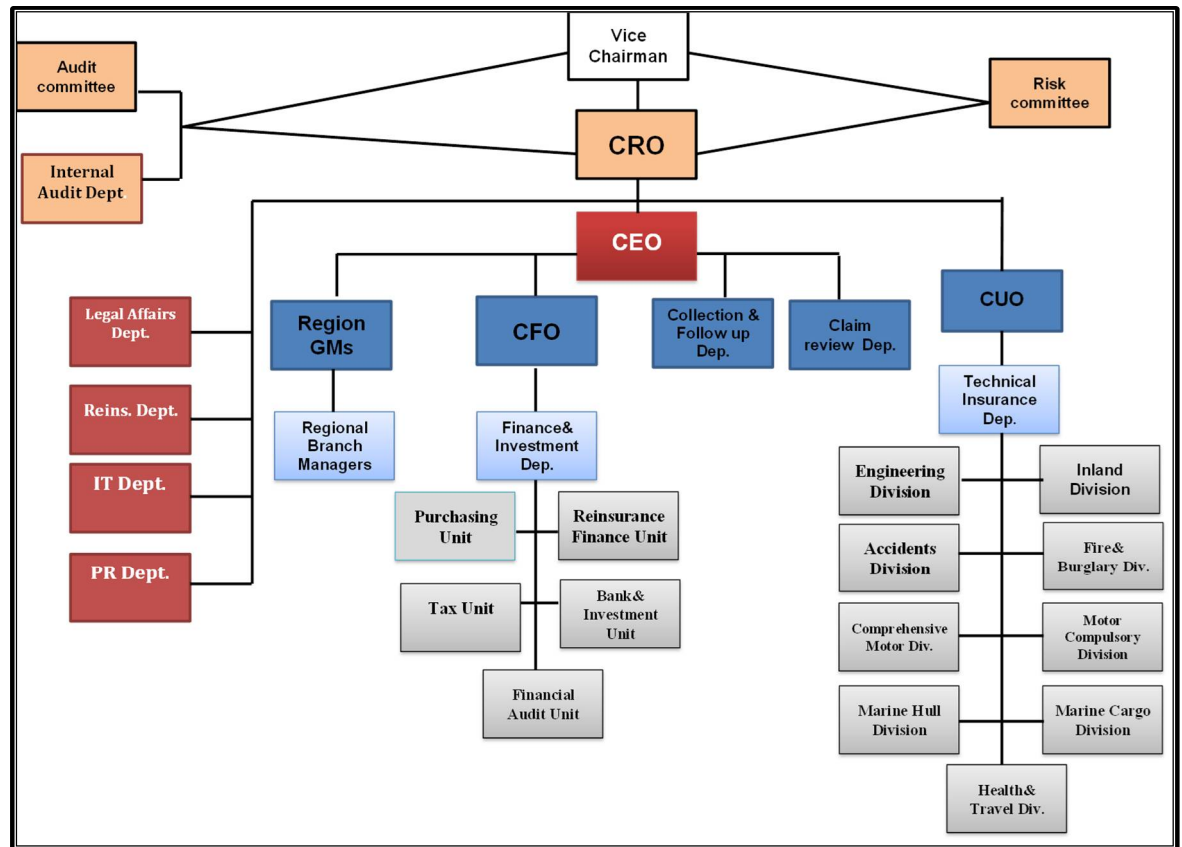 Vice
Chairman
Audit
committee
Risk
committee
CRO
Internal
Audit Dept.
CEO
CUO
Legal Affairs
Dept.
Region
GMs
CFO
Collection &
Follow up
Dep.
Claim
review Dep.
Reins. Dept.
Regional
Branch
Managers
Finance&
Investment
Dep.
Technical
Insurance
Dep.
IT Dept.
Purchasing
Unit
Reinsurance
Finance Unit
Engineering
Division
Inland
Division
PR Dept.
Accidents
Division
Fire&
Burglary Div.
Tax Unit
Bank&
Investment
Unit
Comprehensive
Motor Div.
Motor
Compulsory
Division
Financial
Audit Unit
Marine Hull
Division
Marine Cargo
Division
Health&
Travel Div.